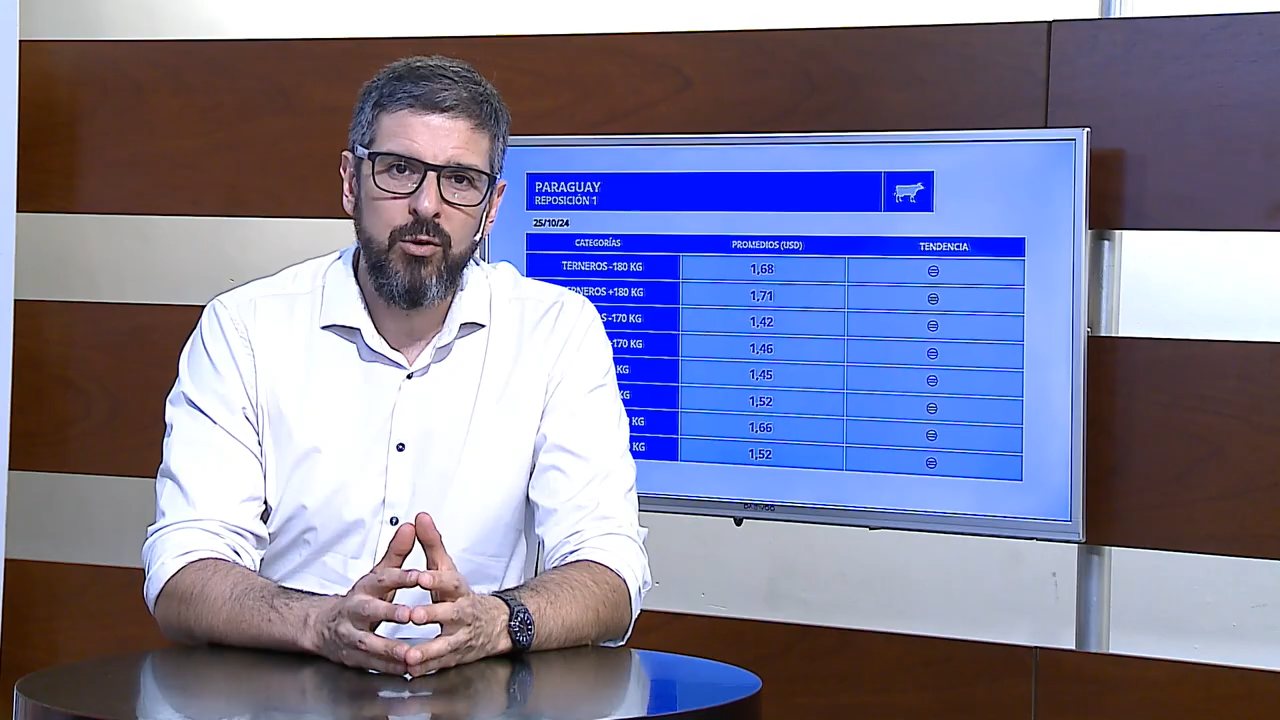 PARAGUAY
REPOSICIÓN 1
25/10/24
CATEGORÍAS PROMEDIOS (USD) TENDENCIA
TERNEROS -180 KG 1,68
+180 KG 1,71
-170 KG 1,42
170 KG 1,46
KG 1,45
KG 1,52
KG 1,66
KG 1,52